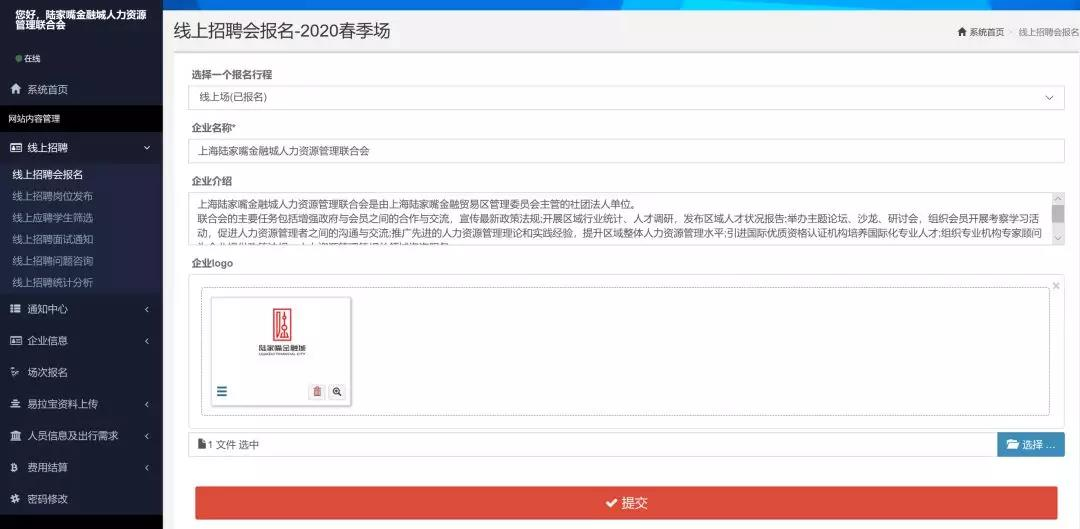 您好，陆家嘴金融城人力资源
管理联合会
在线
系统首页
网站内容管理
线上招聘
线上招聘会报名
线上招聘岗位发布
线上应聘学生筛选
线上招聘面试通知
线上招聘问题咨询
线上招聘统计分析
通知中心
企业信息
场次报名
易拉宝资料上传
人员信息及出行需求
费用结算
密码修改
线上招聘会报名-2020春季场
系统首页 > 线上招聘会报名
选择一个报名行程
线上场(已报名)
企业名称*
上海陆家嘴金融城人力资源管理联合会
企业介绍
上海陆家嘴金融城人力资源管理联合会是由上海陆家嘴金融贸易区管理委员会主管的社团法人单位。
联合会的主要任务包括增强政府与会员之间的合作与交流，宣传最新政策法规;开展区域行业统计、人才调研，发布区域人才状况报告;举办主题论坛、沙龙、研讨会，组织会员开展考察学习活
动，促进人力资源管理者之间的沟通与交流;推广先进的人力资源管理理论和实践经验，提升区域整体人力资源管理水平;引进国际优质资格认证机构培养国际化专业人才;组织专业机构专家顾问
企业logo
陆家嘴金融城
LUJIAZUI FINANCIAL CITY
1 文件 选中
选择 ...
提交